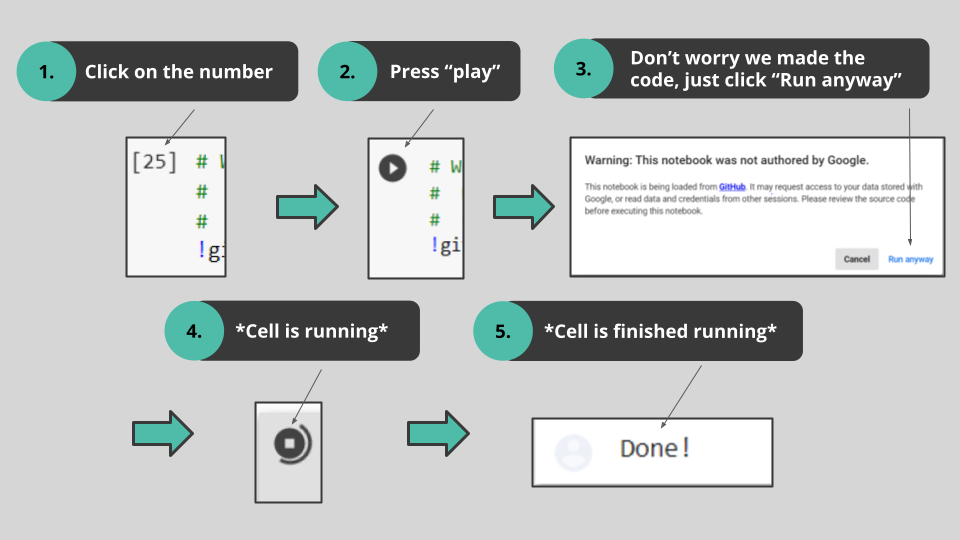 1.
Click on the number
2.
Press “play”
3.
Don’t worry we made the
code, just click “Run anyway”
[25] #
#
#
!gi
# W
#
#
!gi
Warning: This notebook was not authored by Google.
This notebook is being loaded from GitHub. It may request access to your data stored with
Google, or read data and credentials from other sessions. Please review the source code
before executing this notebook.
Cancel
Run anyway
4.
*Cell is running*
5.
*Cell is finished running*
Done!